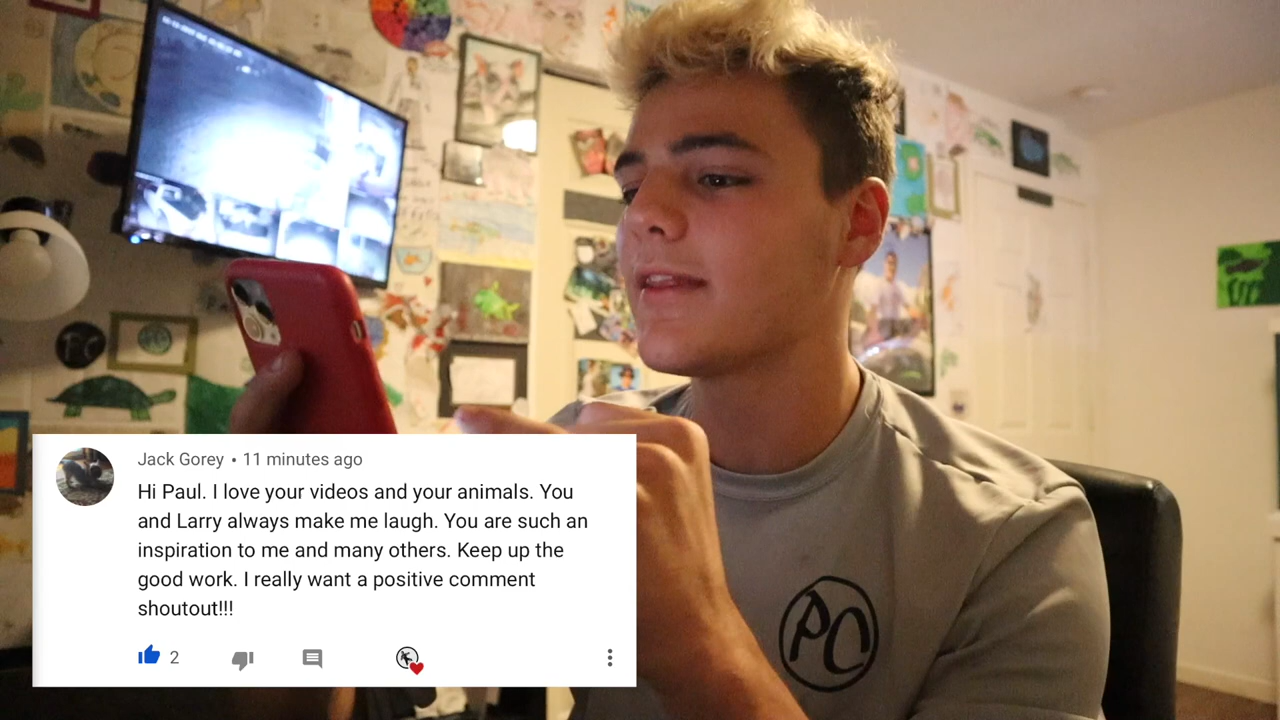 Jack Gorey • 11 minutes ago
Hi Paul. I love your videos and your animals. You
and Larry always make me laugh. You are such an
inspiration to me and many others. Keep up the
good work. I really want a positive comment
shoutout!!!
2
PC